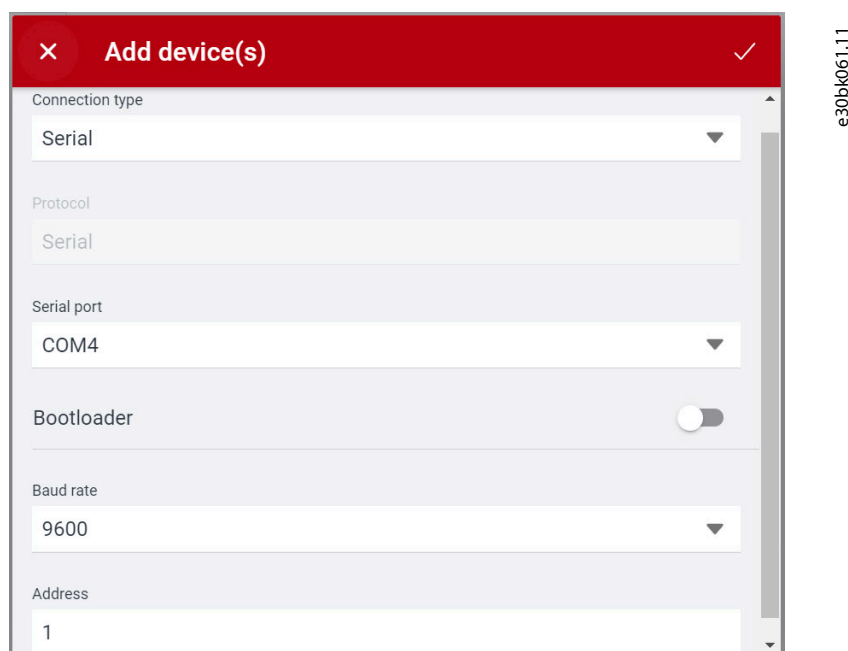 Add device(s)
Connection type
Serial
Protocol
Serial
Serial port
COM4
Bootloader
Baud rate
9600
Address
1
e30bk061.11